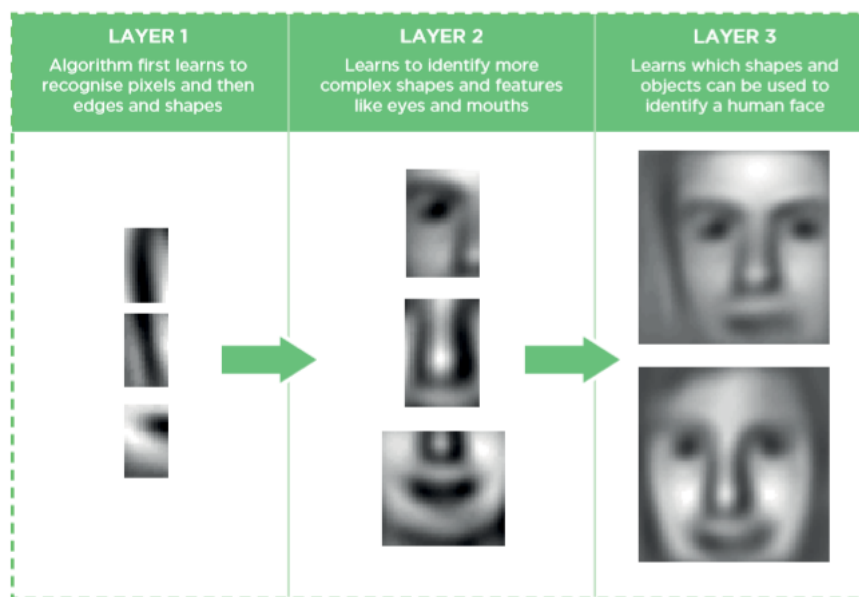 LAYER 1
Algorithm first learns to
recognise pixels and then
edges and shapes
LAYER 2
Learns to identify more
complex shapes and features
like eyes and mouths
LAYER 3
Learns which shapes and
objects can be used to
identify a human face